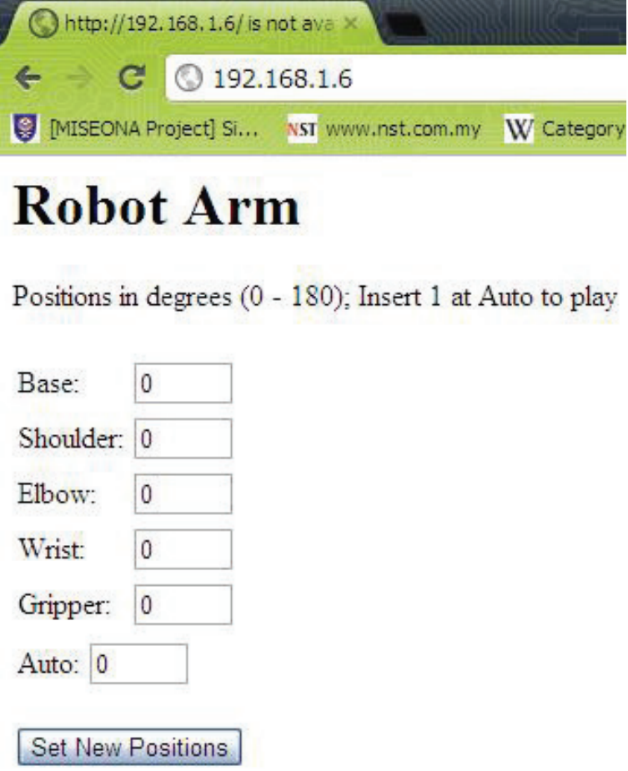 http://192.168.1.6/ is not ava
192.168.1.6
[MISEONA Project] Si... NST www.nst.com.my W Category
Robot Arm
Positions in degrees (0 - 180); Insert 1 at Auto to play
Base: 0
Shoulder: 0
Elbow: 0
Wrist: 0
Gripper: 0
Auto: 0
Set New Positions